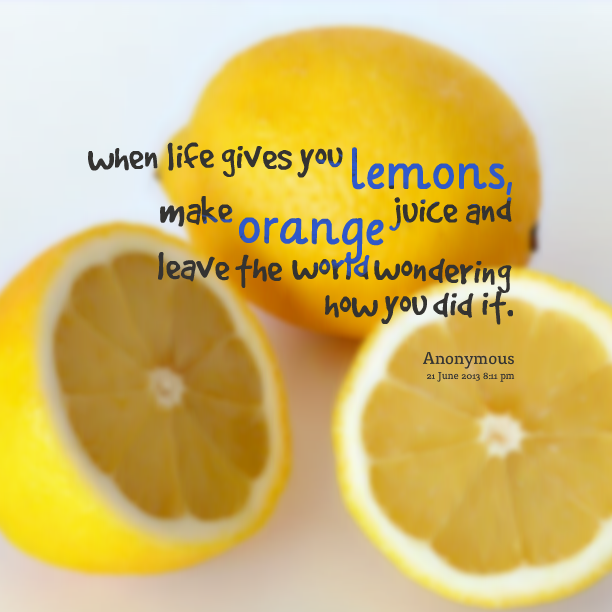 when life gives you lemons,
make orange juice and
leave the world wondering
how you did it.
Anonymous
21 June 2013 8:11 pm